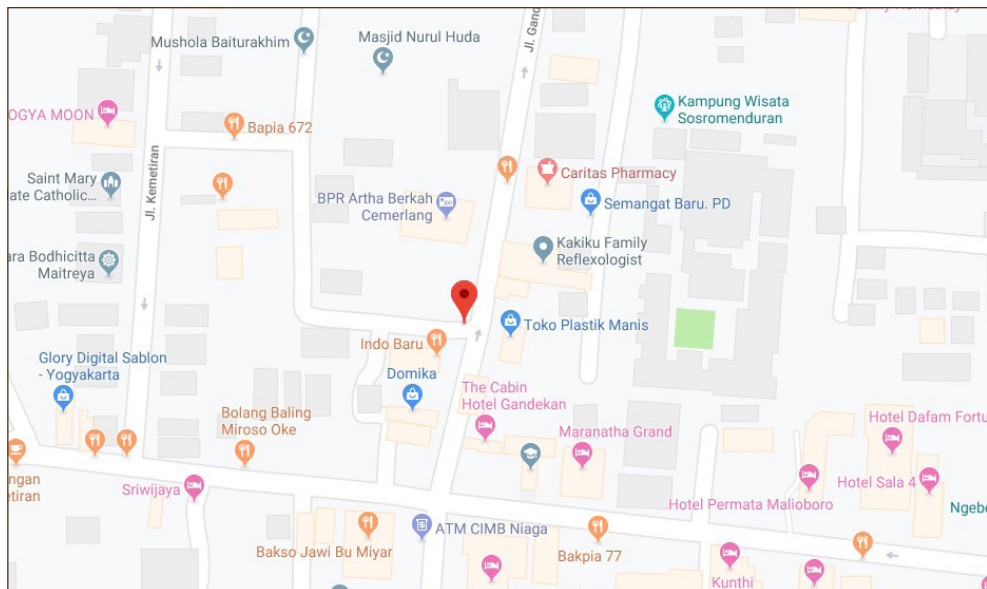 Family Homestay
Mushola Baiturakhim
Masjid Nurul Huda
Jl. Gand
OGYA MOON
Bapia 672
Kampung Wisata
Sosromenduran
Saint Mary
ate Catholic...
Jl. Kemetiran
Caritas Pharmacy
BPR Artha Berkah
Cemerlang
Semangat Baru. PD
ara Bodhicitta
Maitreya
Kakiku Family
Reflexologist
Indo Baru
Toko Plastik Manis
Glory Digital Sablon
- Yogyakarta
Domika
The Cabin
Hotel Gandekan
Bolang Baling
Miroso Oke
Maranatha Grand
Hotel Dafam Fortu
ngan
etiran
Sriwijaya
Hotel Sala 4
Hotel Permata Malioboro
Ngebe
ATM CIMB Niaga
Bakso Jawi Bu Miyar
Bakpia 77
Kunthi